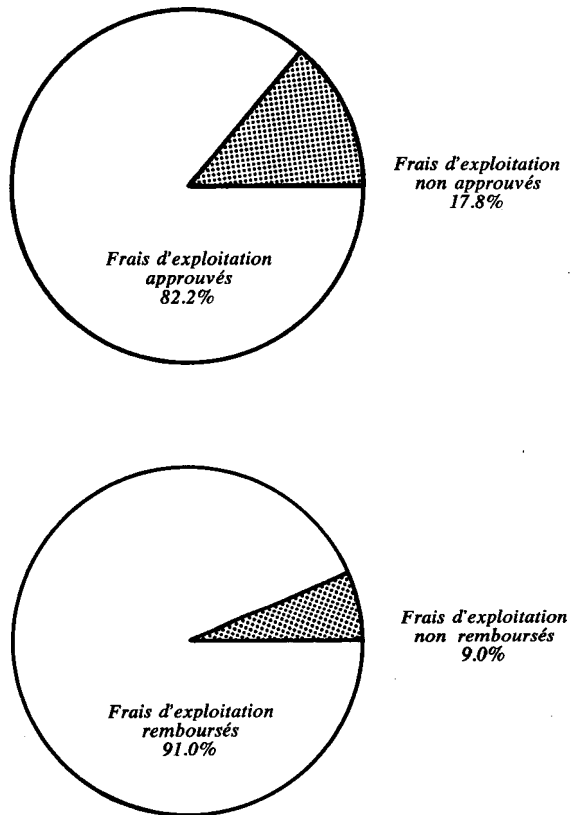 Frais d'exploitation
non approuvés
17.8%
Frais d'exploitation
approuvés
82.2%
Frais d'exploitation
non remboursés
9.0%
Frais d'exploitation
remboursés
91.0%